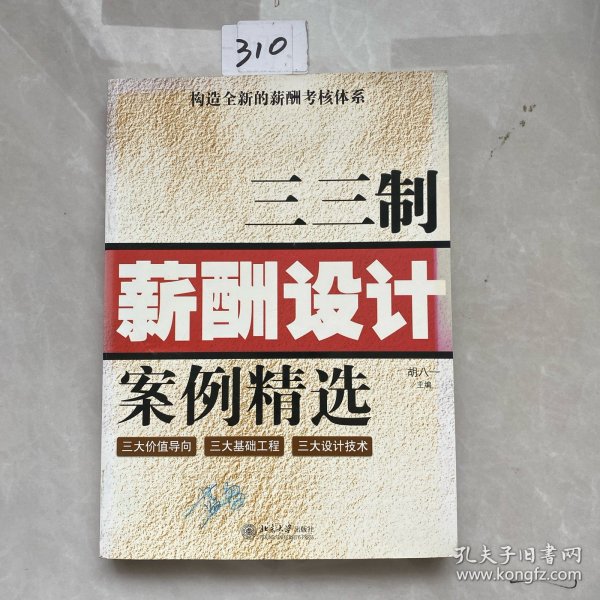 310
构造全新的薪酬考核体系
三三制
薪酬设计
案例精选
胡八一
主编
三大价值导向 三大基础工程 三大设计技术
北京大学出版社
PEKING UNIVERSITY PRESS
孔夫子旧书网
www.kongfz.com